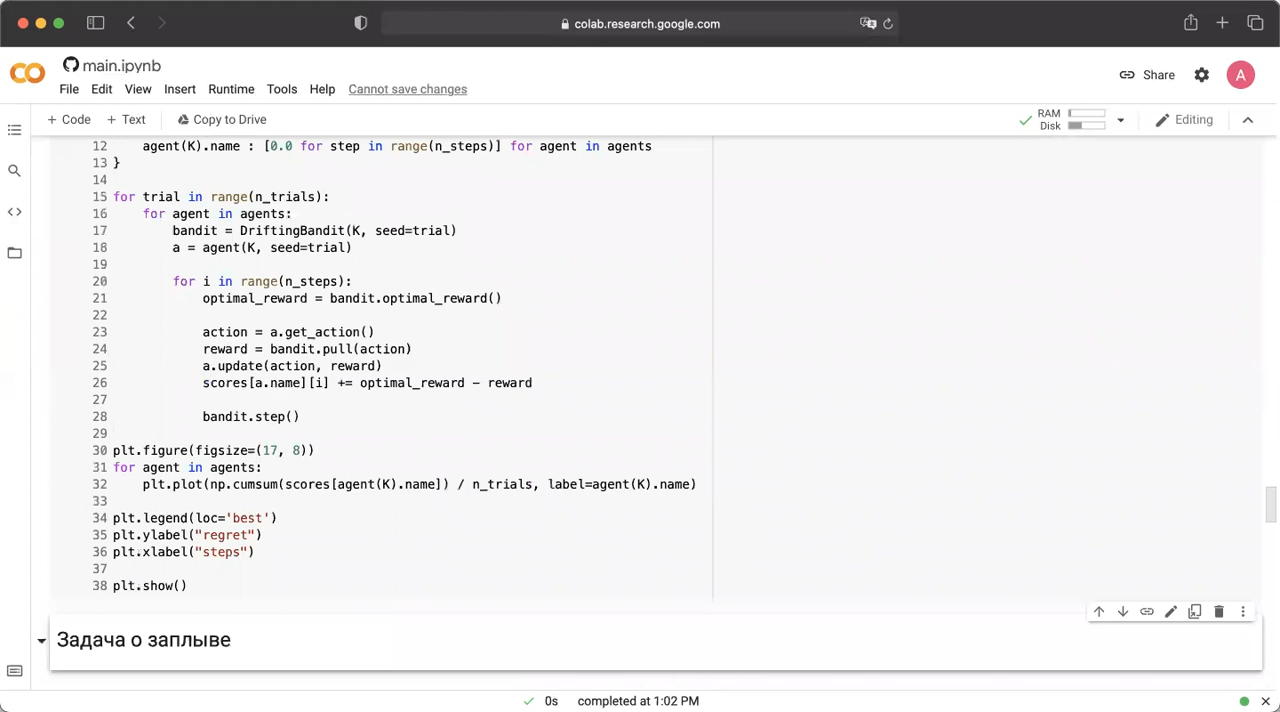 colab.research.google.com
CO
main.ipynb
File Edit View Insert Runtime Tools Help Cannot save changes
Share
A
+ Code + Text Copy to Drive
RAM
Disk
Editing
12     agent(K).name : [0.0 for step in range(n_steps)] for agent in agents
13 }
14
15 for trial in range(n_trials):
16     for agent in agents:
17         bandit = DriftingBandit(K, seed=trial)
18         a = agent(K, seed=trial)
19
20         for i in range(n_steps):
21             optimal_reward = bandit.optimal_reward()
22
23             action = a.get_action()
24             reward = bandit.pull(action)
25             a.update(action, reward)
26             scores[a.name][i] += optimal_reward - reward
27
28             bandit.step()
29
30 plt.figure(figsize=(17, 8))
31 for agent in agents:
32     plt.plot(np.cumsum(scores[agent(K).name]) / n_trials, label=agent(K).name)
33
34 plt.legend(loc='best')
35 plt.ylabel("regret")
36 plt.xlabel("steps")
37
38 plt.show()
Задача о заплыве
0s completed at 1:02 PM